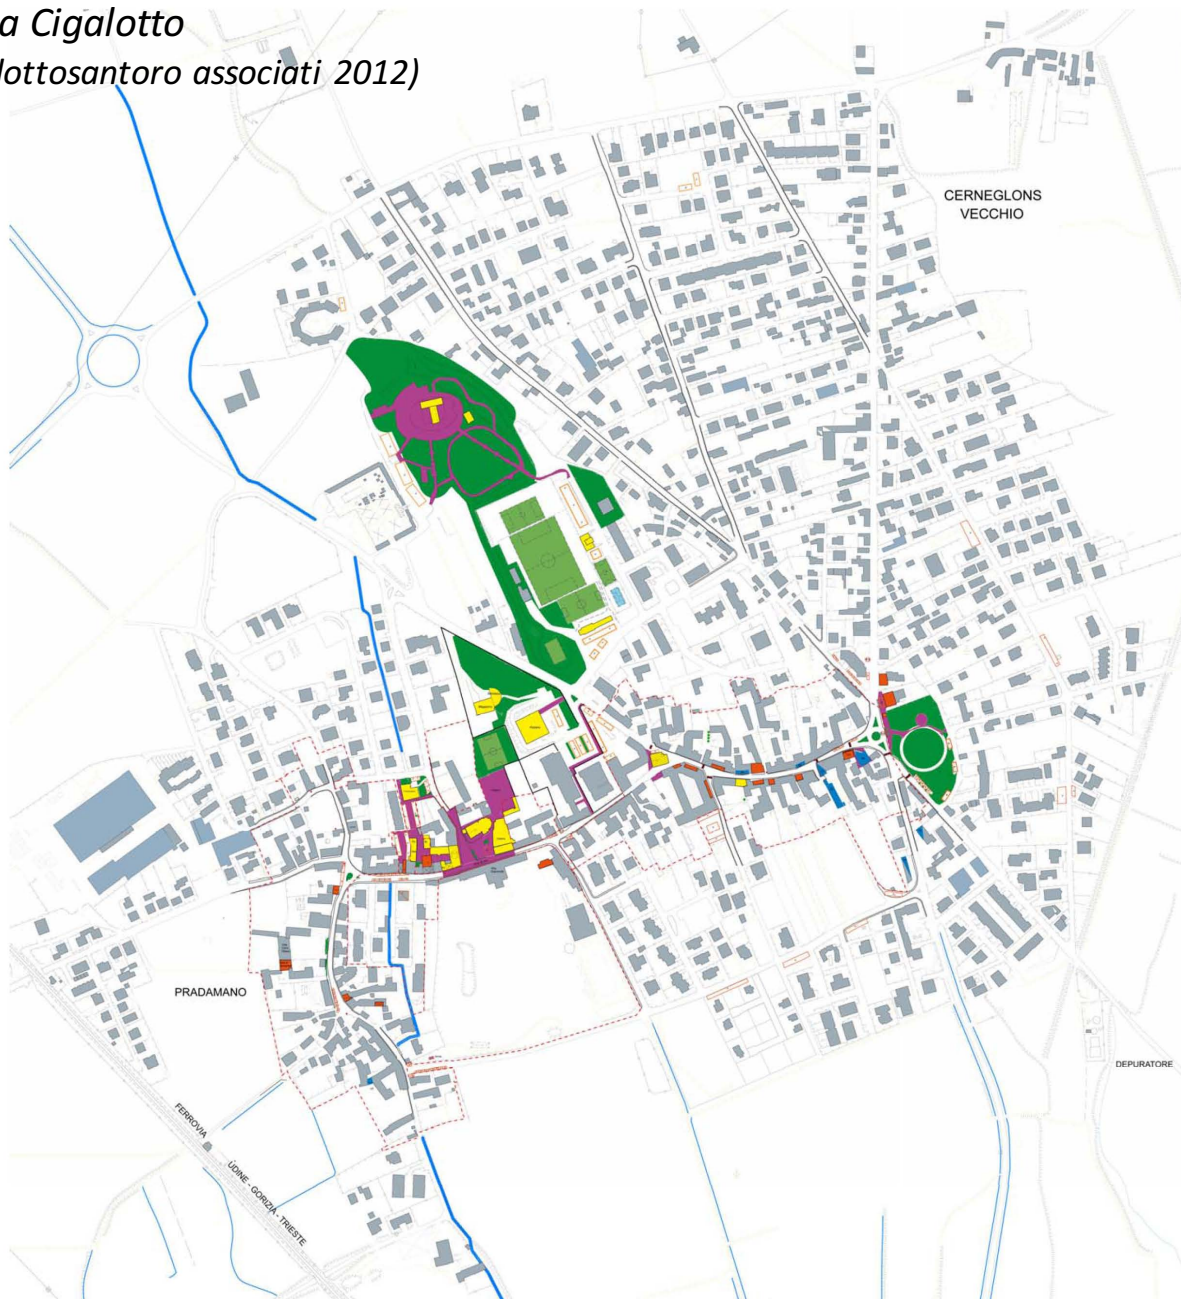 a Cigalotto
lottosantoro associati 2012)
CERNEGLONS
VECCHIO
T
PRADAMANO
DEPURATORE
FERROVIA
UDINE - GORIZIA - TRIESTE